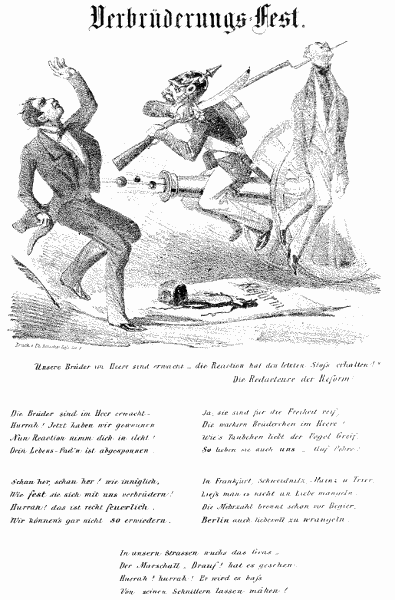 Verbrüderungs-Fest.
Reform
"Unsere Brüder im Heere sind erwacht – die Reaction hat den letzten Stoß erhalten!"
Die Redacteure der Reform
Die Brüder sind im Heer erwacht –
Hurrah! Jetzt haben wir gewonnen
Nun Reaction nimm dich in Acht!
Dein Lebens-Fad'n ist abgesponnen.
Schau her, schau her! wie inniglich,
Wie fest sie sich mit uns verbrüdern!
Hurrah! das ist recht feuerlich,
Wir können's gar nicht so erwiedern.
Ja, sie sind für die Freiheit reif,
Die wackern Brüderchen im Heere!
Wie's Täubchen liebt der Vogel Greif,
So lieben sie auch uns – Auf Ehre!
In Frankfurt, Schweidnitz, Mainz u Trier,
Ließ man es nicht an Liebe mangeln
Die Mehrzahl brennt schon vor Begier,
Berlin auch liebevoll zu wrangeln.
In unsern Strassen wuchs das Gras –
Der Marschall „Drauf! hat es gesehen.
Hurrah! hurrah! Er wird es baß
Von seinen Schnittern lassen mähen!